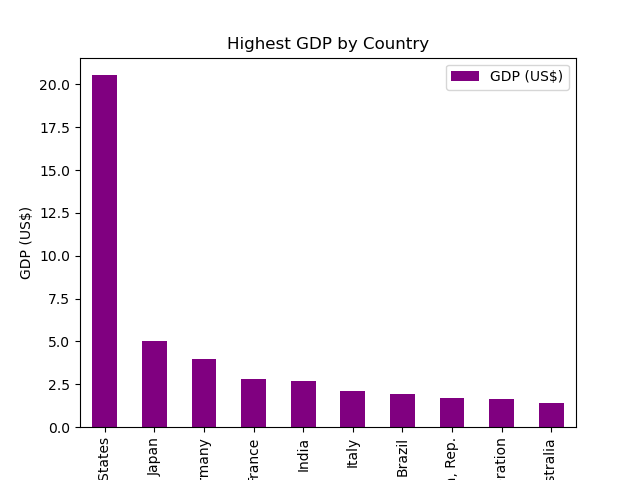 Highest GDP by Country
GDP (US$)
GDP (US$)
20.0
17.5
15.0
12.5
10.0
7.5
5.0
2.5
0.0
States
Japan
rmany
rance
India
Italy
Brazil
, Rep.
ration
stralia